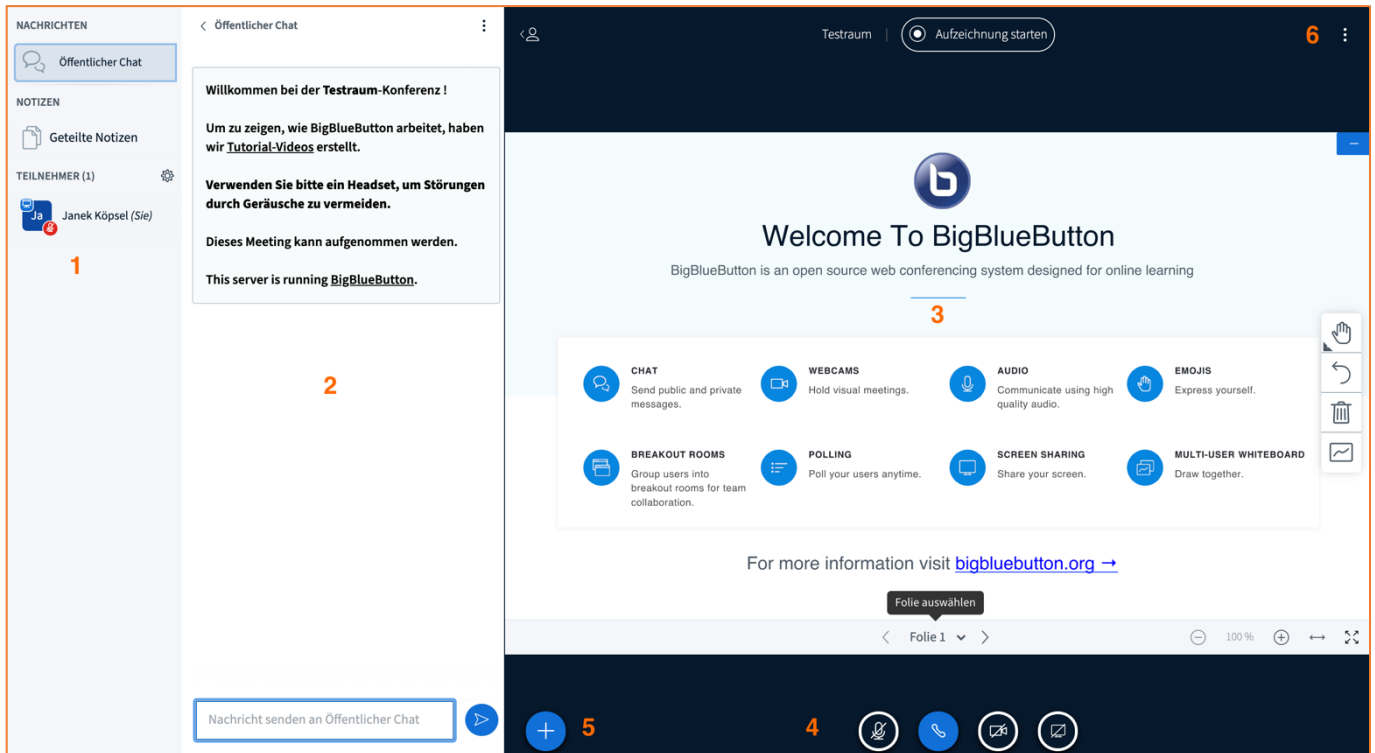 NACHRICHTEN
Öffentlicher Chat
NOTIZEN
Geteilte Notizen
TEILNEHMER (1)
Ja
Janek Köpsel (Sie)
1
Öffentlicher Chat
Willkommen bei der Testraum-Konferenz !
Um zu zeigen, wie BigBlueButton arbeitet, haben
wir Tutorial-Videos erstellt.
Verwenden Sie bitte ein Headset, um Störungen
durch Geräusche zu vermeiden.
Dieses Meeting kann aufgenommen werden.
This server is running BigBlueButton.
2
Nachricht senden an Öffentlicher Chat
Testraum | Aufzeichnung starten
6
b
Welcome To BigBlueButton
BigBlueButton is an open source web conferencing system designed for online learning
3
CHAT
Send public and private
messages.
WEBCAMS
Hold visual meetings.
AUDIO
Communicate using high
quality audio.
EMOJIS
Express yourself.
BREAKOUT ROOMS
Group users into
breakout rooms for team
collaboration.
POLLING
Poll your users anytime.
SCREEN SHARING
Share your screen.
MULTI-USER WHITEBOARD
Draw together.
For more information visit bigbluebutton.org →
Folie auswählen
Folie 1
100 %
5
4